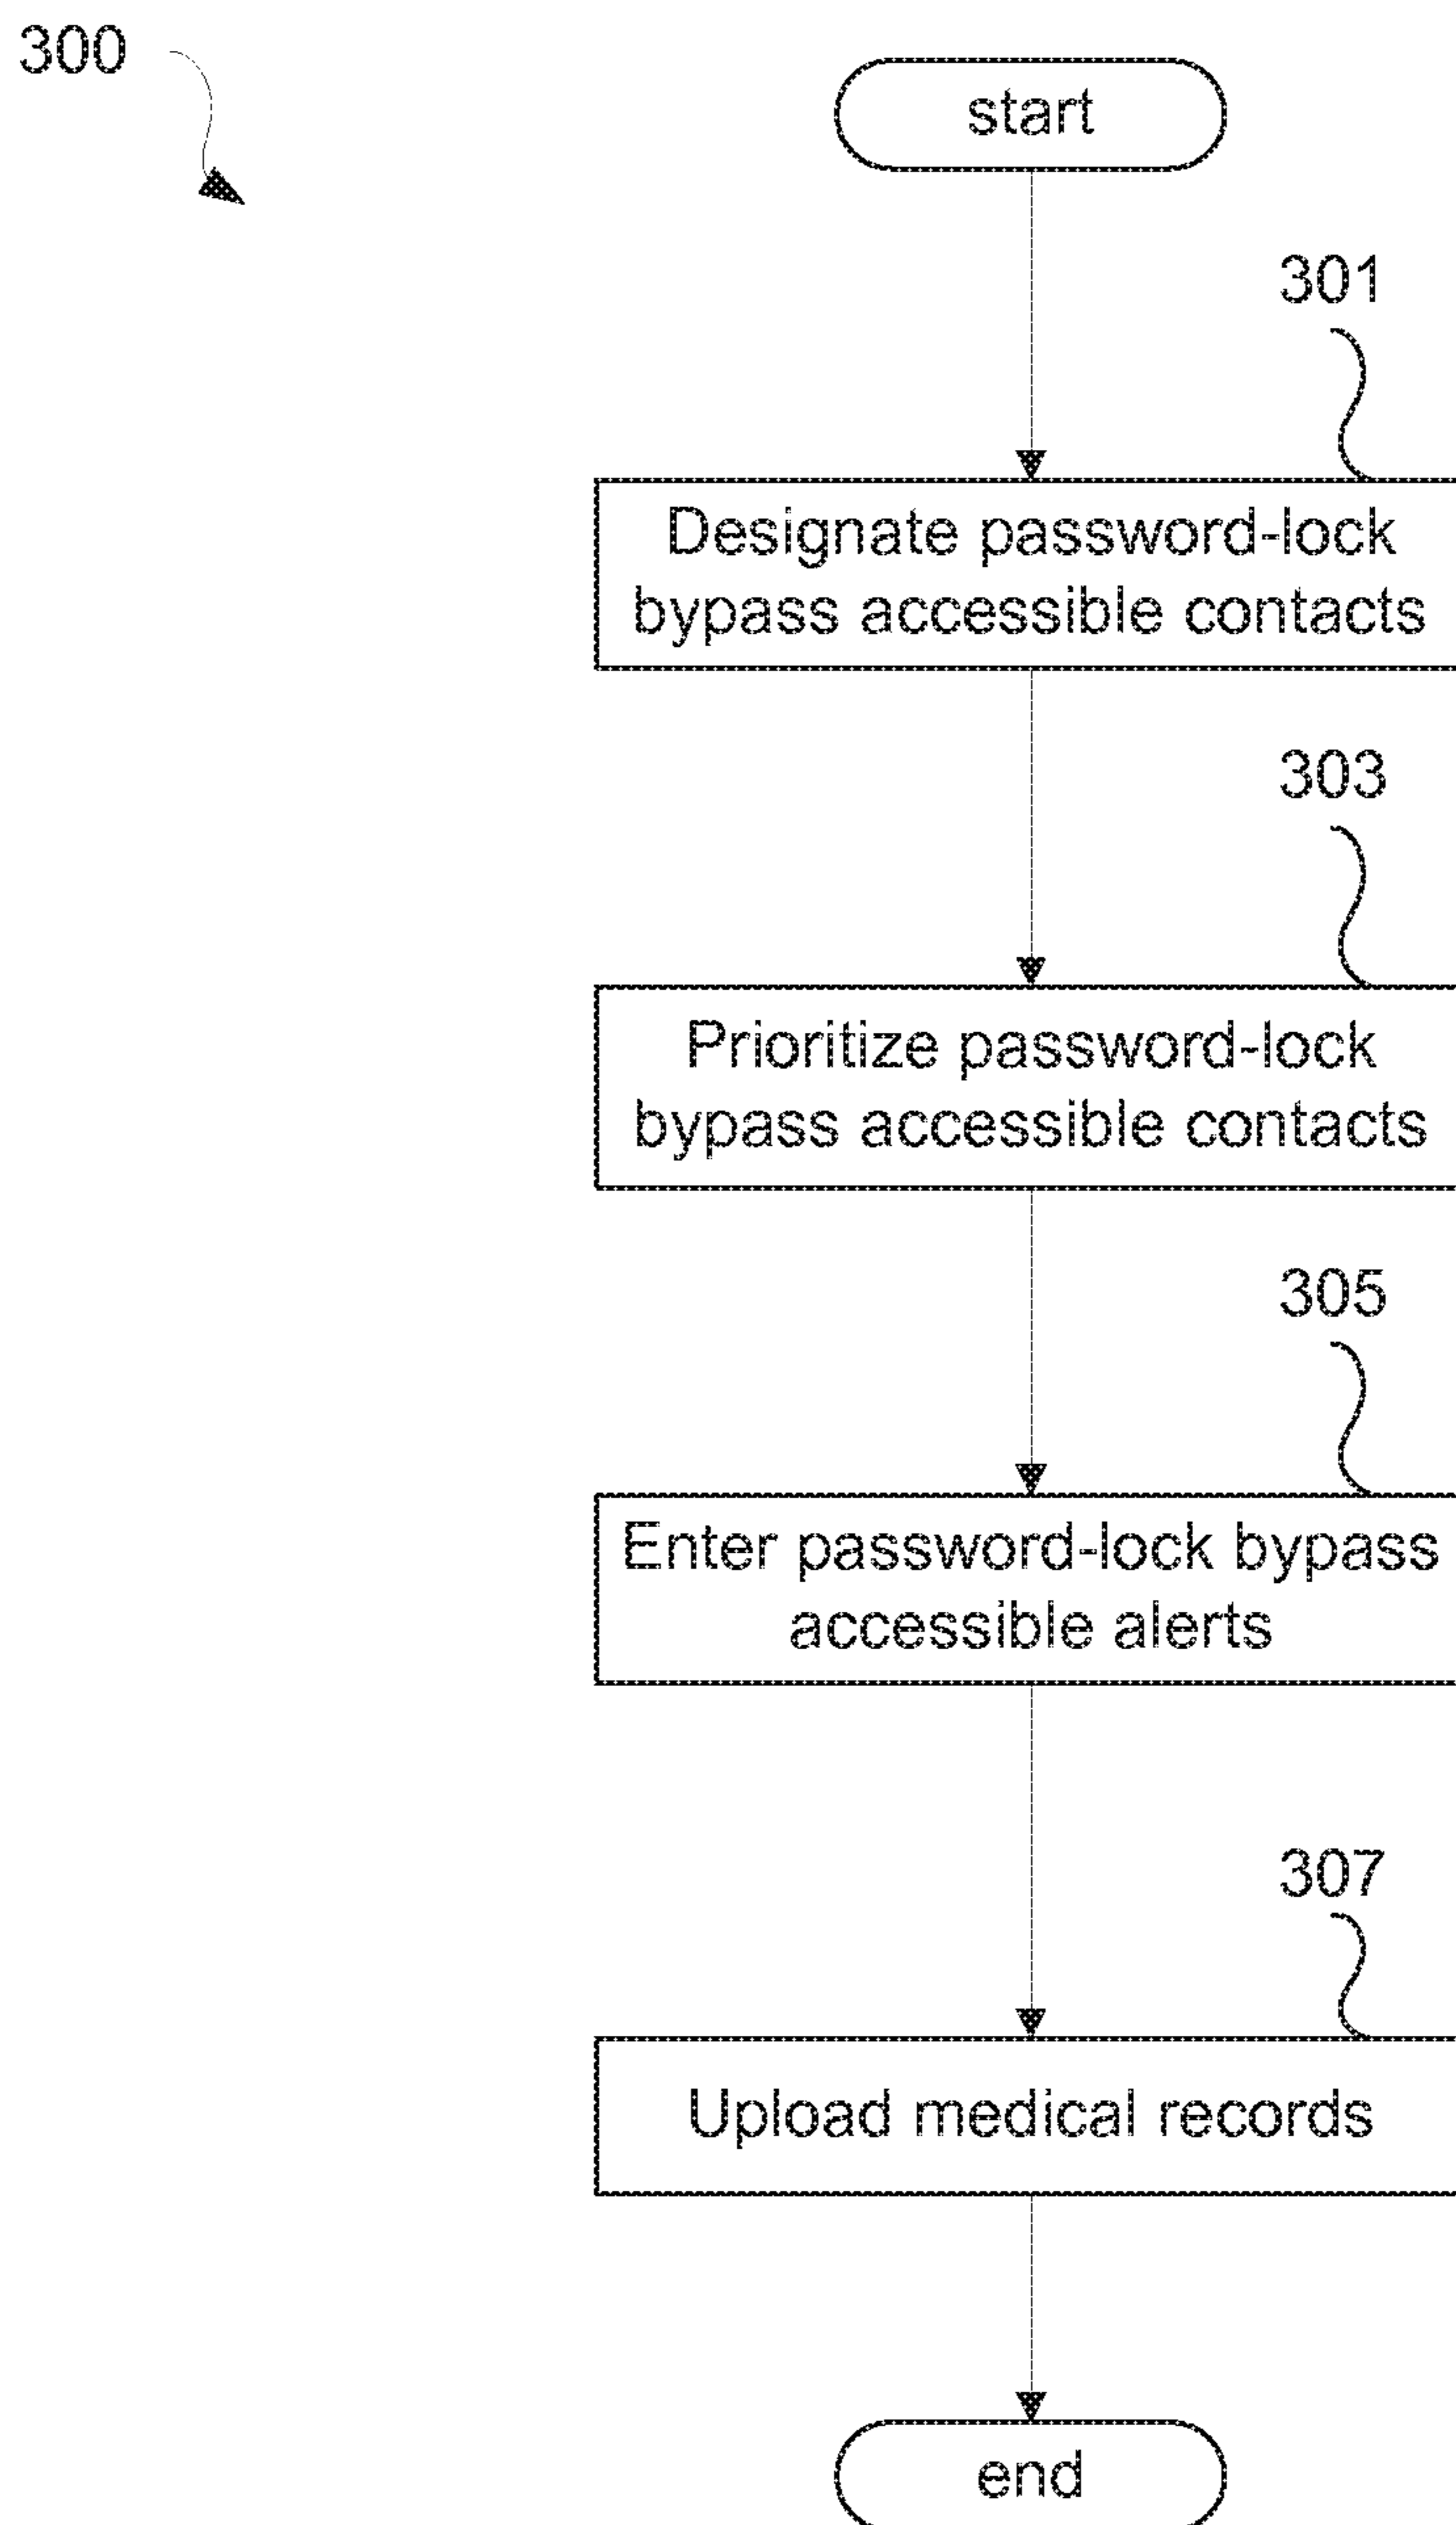 300
start
301
Designate password-lock
bypass accessible contacts
303
Prioritize password-lock
bypass accessible contacts
305
Enter password-lock bypass
accessible alerts
307
Upload medical records
end